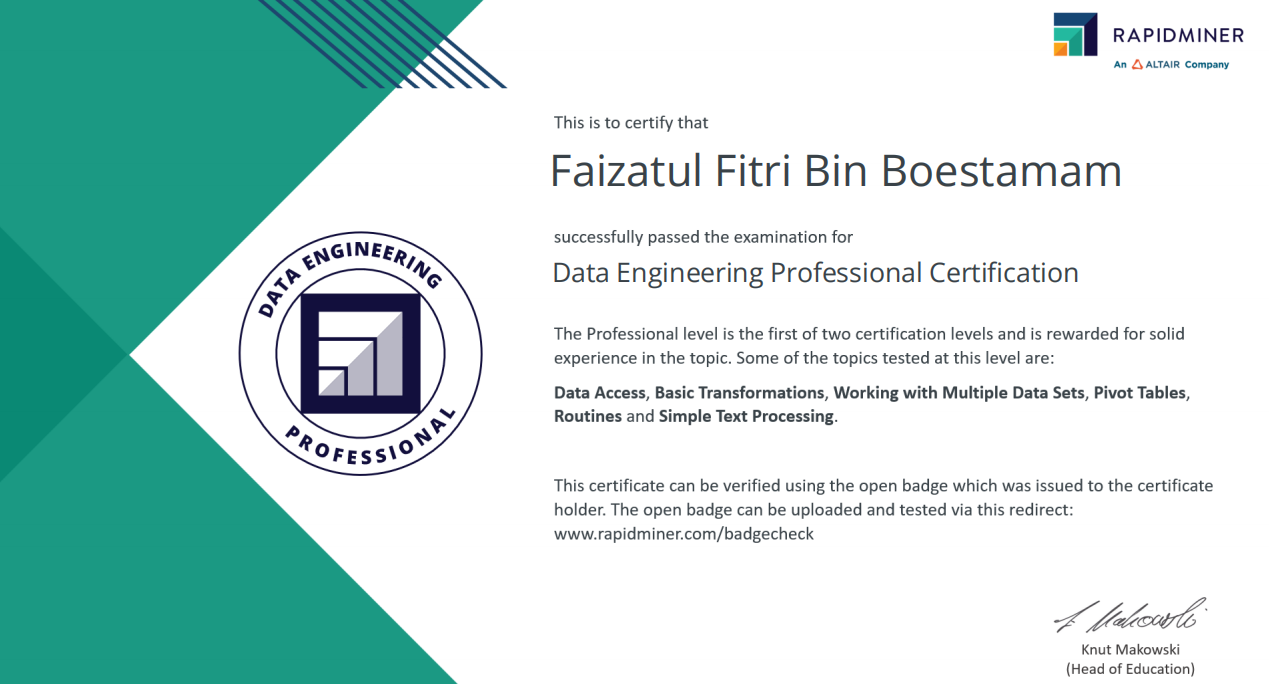 RAPIDMINER
An ALTAIR Company
This is to certify that
Faizatul Fitri Bin Boestamam
successfully passed the examination for
Data Engineering Professional Certification
DATA ENGINEERING
PROFESSIONAL
The Professional level is the first of two certification levels and is rewarded for solid
experience in the topic. Some of the topics tested at this level are:
Data Access, Basic Transformations, Working with Multiple Data Sets, Pivot Tables,
Routines and Simple Text Processing.
This certificate can be verified using the open badge which was issued to the certificate
holder. The open badge can be uploaded and tested via this redirect:
www.rapidminer.com/badgecheck
K Makowski
Knut Makowski
(Head of Education)